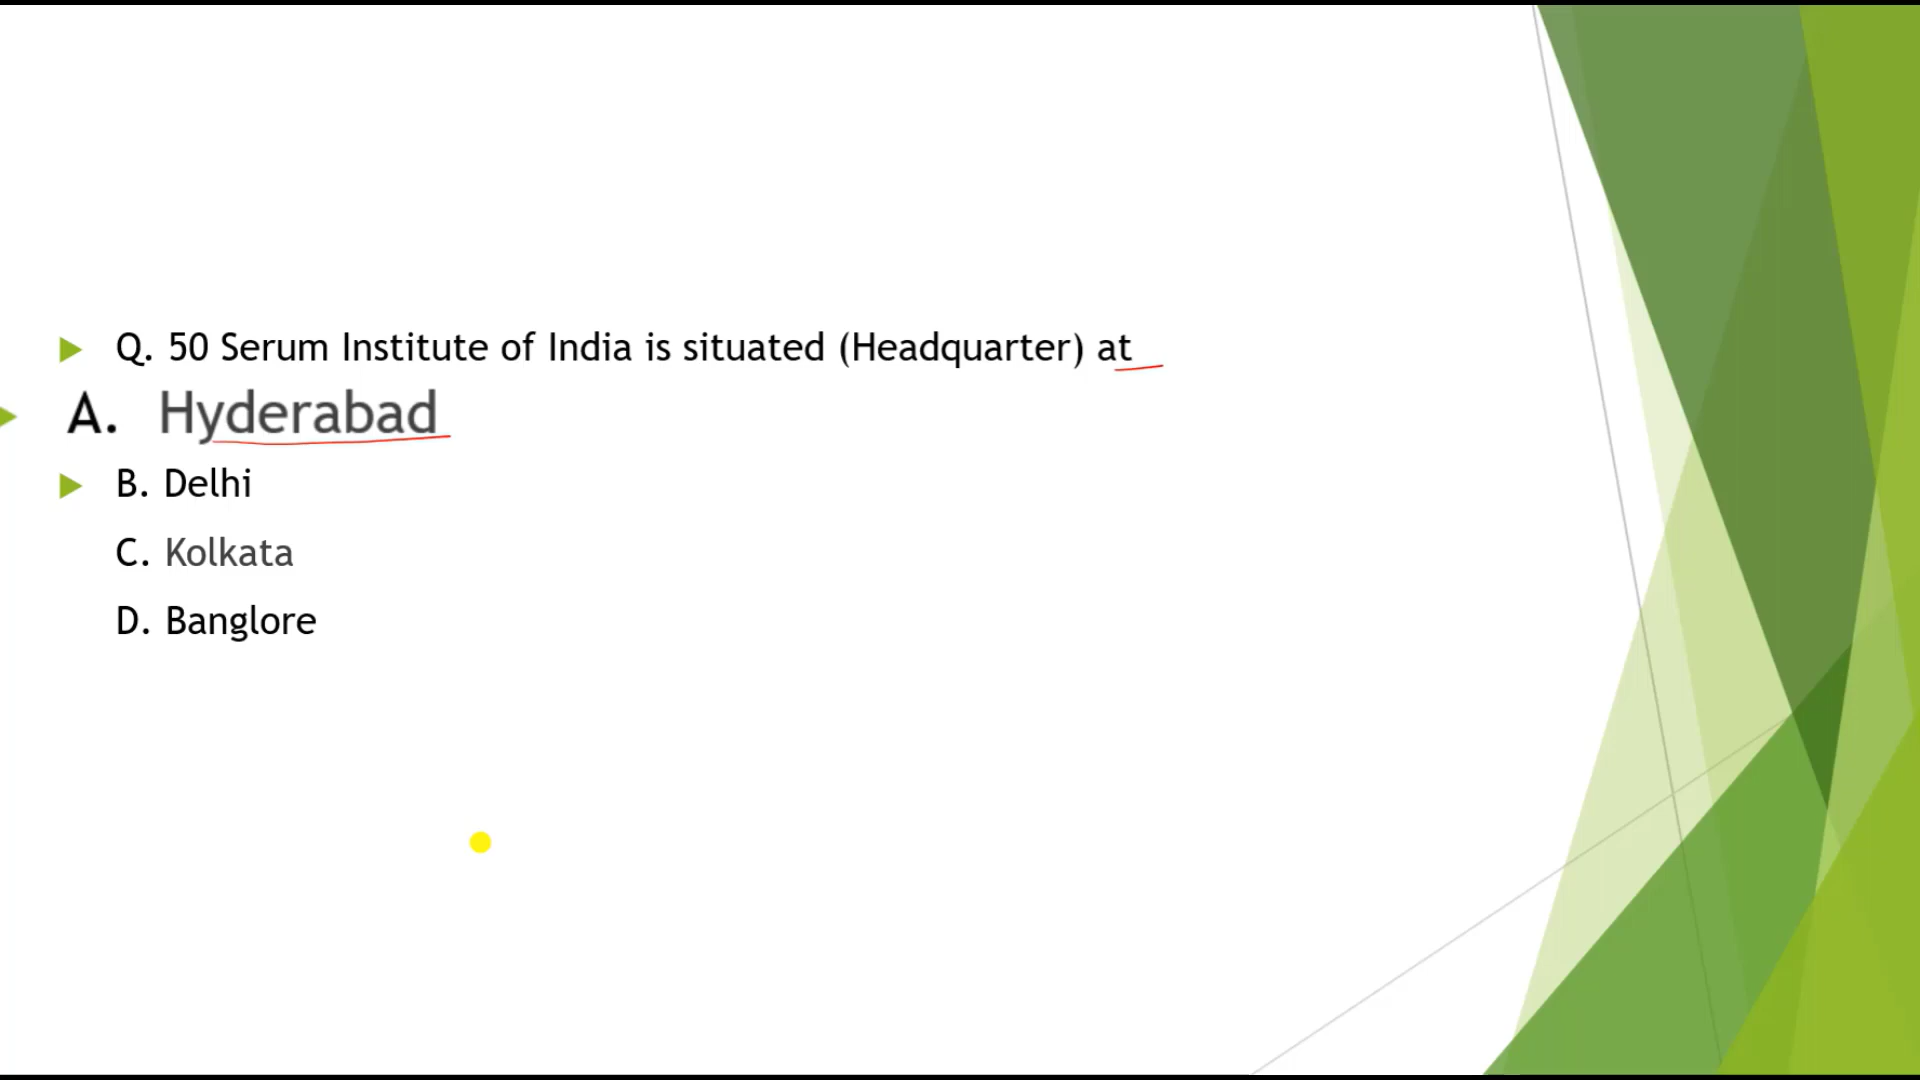 Q. 50 Serum Institute of India is situated (Headquarter) at
A. Hyderabad
B. Delhi
C. Kolkata
D. Banglore